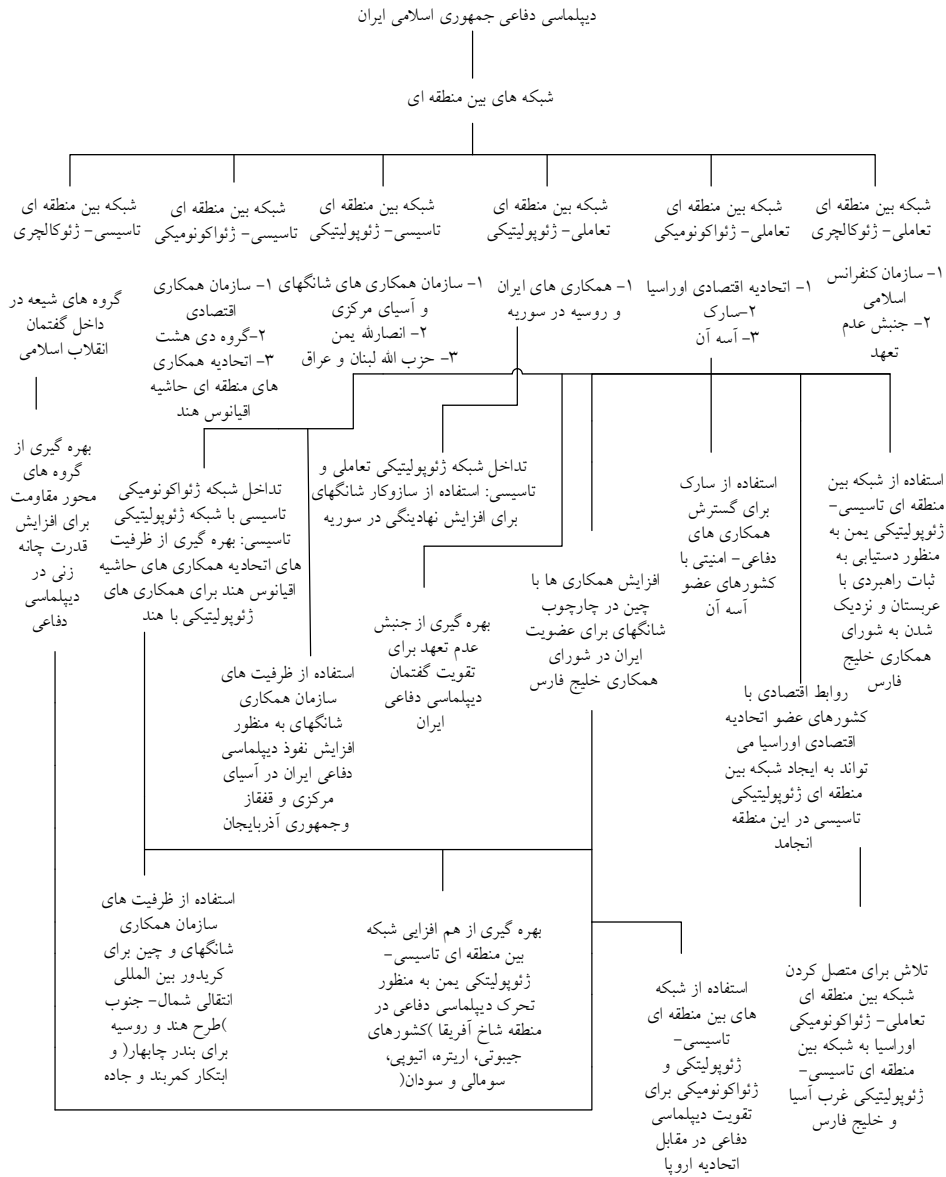 دیپلماسی دفاعی جمهوری اسلامی ایران
شبکه های بین منطقه ای
شبکه بین منطقه ای
تعاملی- ژئوکالچری
شبکه بین منطقه ای
تعاملی- ژئواکونومیکی
شبکه بین منطقه ای
تعاملی- ژئوپولیتیکی
شبکه بین منطقه ای
تاسیسی- ژئوپولیتیکی
شبکه بین منطقه ای
تاسیسی- ژئواکونومیکی
شبکه بین منطقه ای
تاسیسی- ژئوکالچری
۱- سازمان کنفرانس
اسلامی
۲- جنبش عدم
تعهد
۱- اتحادیه اقتصادی اوراسیا
۲-سارک
۳- آسه آن
۱- همکاری های ایران
و روسیه در سوریه
۱- سازمان همکاری های شانگهای
و آسیای مرکزی
۲- انصارلله یمن
۳- حزب الله لبنان و عراق
۱- سازمان همکاری
اقتصادی
۲-گروه دی هشت
۳- اتحادیه همکاری
های منطقه ای حاشیه
اقیانوس هند
گروه های شیعه در
داخل گفتمان
انقلاب اسلامی
استفاده از شبکه بین
منطقه ای تاسیسی-
ژئوپولیتیکی یمن به
منظور دستیابی به
ثبات راهبردی با
عربستان و نزدیک
شدن به شورای
همکاری خلیج
فارس
استفاده از سارک
برای گسترش
همکاری های
دفاعی- امنیتی با
کشورهای عضو
آسه آن
تداخل شبکه ژئوپولیتیکی تعاملی و
تاسیسی: استفاده از سازوکار شانگهای
برای افزایش نهادینگی در سوریه
تداخل شبکه ژئواکونومیکی
تاسیسی با شبکه ژئوپولیتیکی
تاسیسی: بهره گیری از ظرفیت
های اتحادیه همکاری های حاشیه
اقیانوس هند برای همکاری های
ژئوپولیتیکی با هند
بهره گیری از
گروه های
محور مقاومت
برای افزایش
قدرت چانه
زنی در
دیپلماسی
دفاعی
افزایش همکاری ها با
چین در چارچوب
شانگهای برای عضویت
ایران در شورای
همکاری خلیج فارس
بهره گیری از جنبش
عدم تعهد برای
تقویت گفتمان
دیپلماسی دفاعی
ایران
استفاده از ظرفیت های
سازمان همکاری
شانگهای به منظور
افزایش نفوذ دیپلماسی
دفاعی ایران در آسیای
مرکزی و قفقاز
وجمهوری آذربایجان
روابط اقتصادی با
کشورهای عضو اتحادیه
اقتصادی اوراسیا می
تواند به ایجاد شبکه بین
منطقه ای ژئوپولیتیکی
تاسیسی در این منطقه
انجامد
تلاش برای متصل کردن
شبکه بین منطقه ای
تعاملی- ژئواکونومیکی
اوراسیا به شبکه بین
منطقه ای تاسیسی-
ژئوپولیتیکی غرب آسیا
و خلیج فارس
استفاده از شبکه
های بین منطقه ای
تاسیسی-
ژئوپولیتکی و
ژئواکونومیکی برای
تقویت دیپلماسی
دفاعی در مقابل
اتحادیه اروپا
بهره گیری از هم افزایی شبکه
بین منطقه ای تاسیسی-
ژئوپولیتکی یمن به منظور
تحرک دیپلماسی دفاعی در
منطقه شاخ آفریقا )کشورهای
جیبوتی، اریتره، اتیوپی،
سومالی و سودان(
استفاده از ظرفیت های
سازمان همکاری
شانگهای و چین برای
کریدور بین المللی
انتقالی شمال- جنوب
)طرح هند و روسیه
برای بندر چابهار( و
ابتکار کمربند و جاده